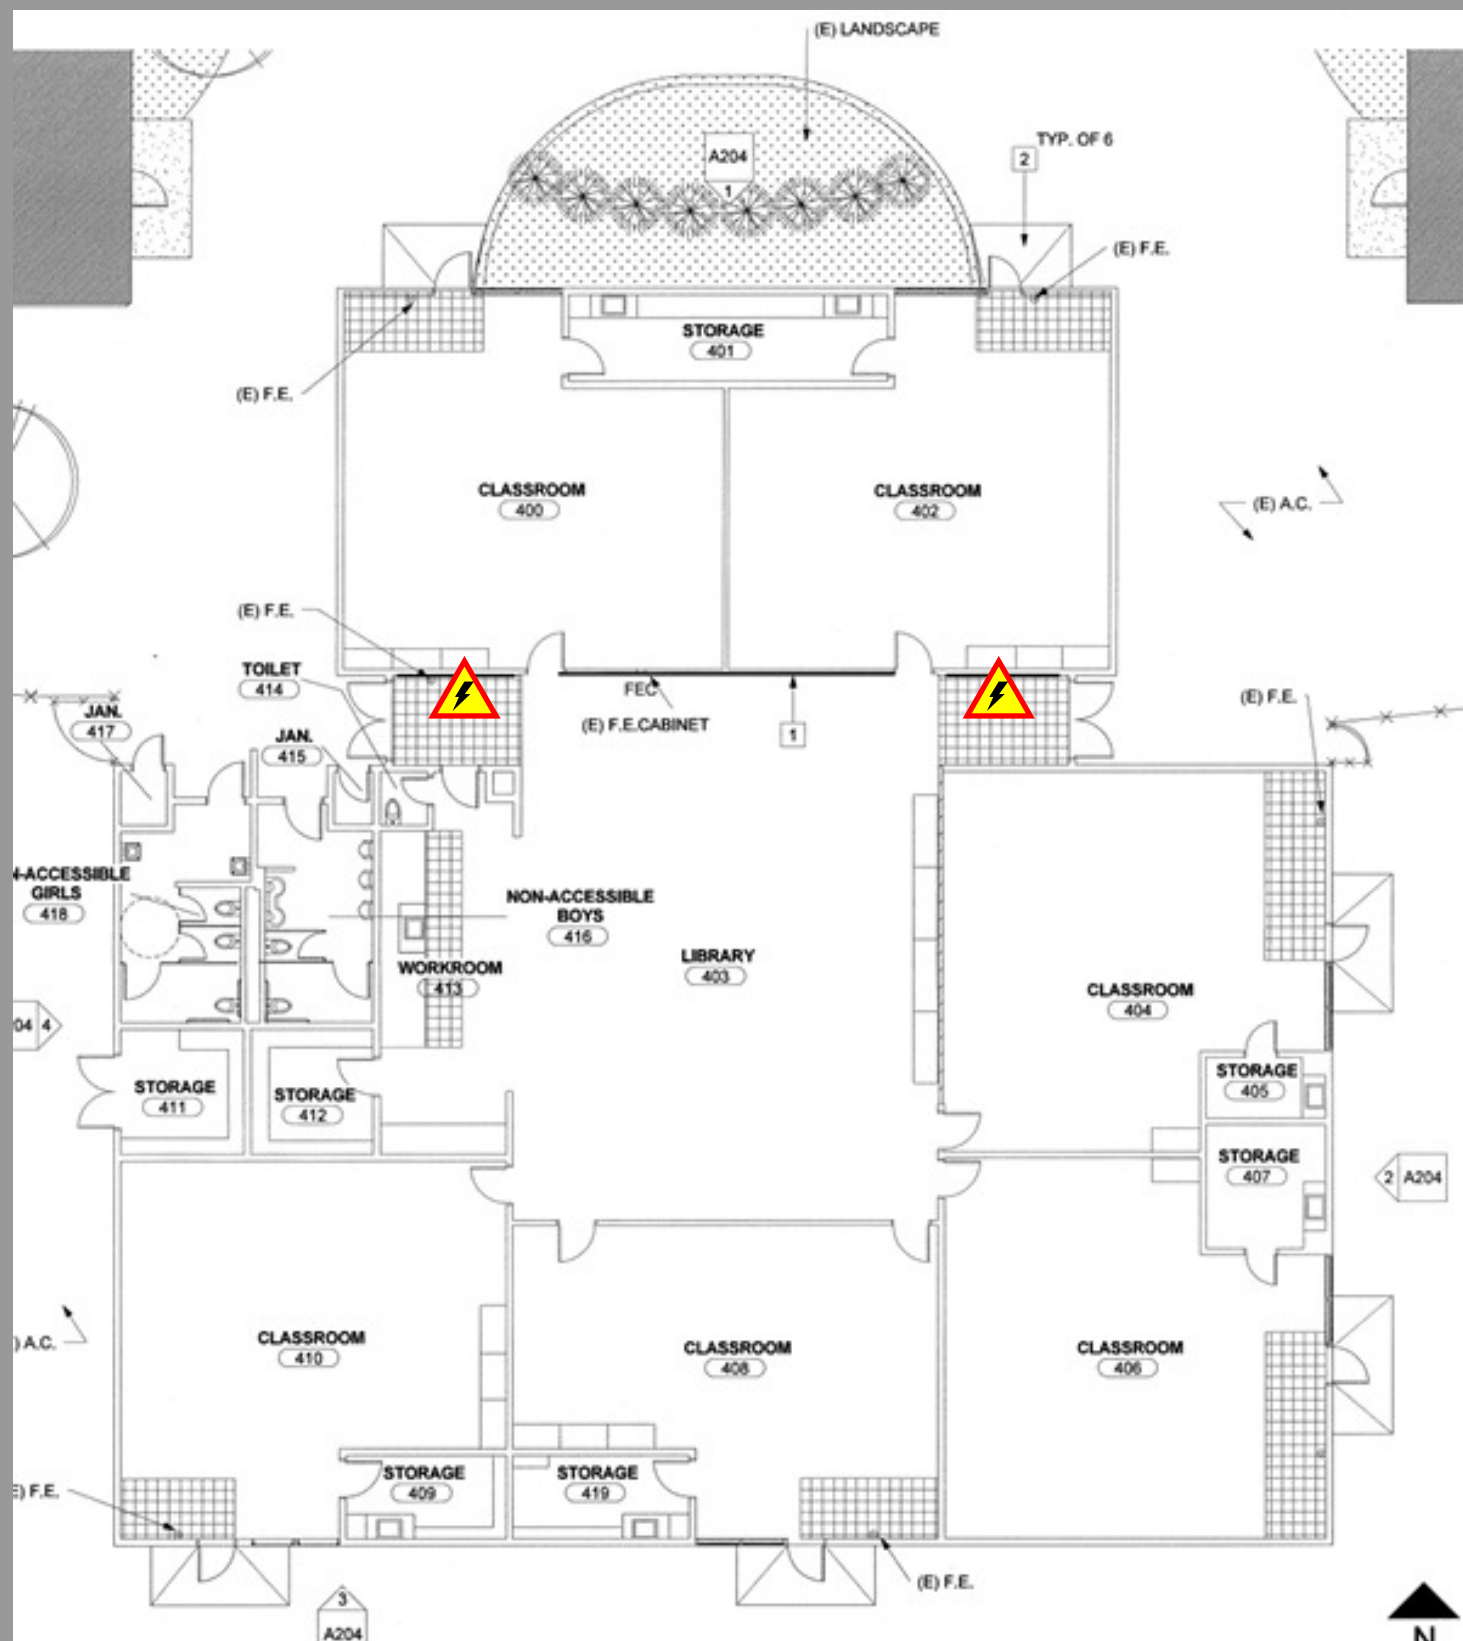 (E) LANDSCAPE
TYP. OF 6
A204
1
2
(E) F.E.
STORAGE
401
(E) F.E.
CLASSROOM
400
CLASSROOM
402
(E) A.C.
(E) F.E.
TOILET
414
FEC
(E) F.E.CABINET
1
(E) F.E.
JAN.
417
JAN.
415
N-ACCESSIBLE
GIRLS
418
NON-ACCESSIBLE
BOYS
416
LIBRARY
403
WORKROOM
413
CLASSROOM
404
04 4
STORAGE
411
STORAGE
412
STORAGE
405
STORAGE
407
2 A204
CLASSROOM
410
CLASSROOM
408
CLASSROOM
406
) A.C.
STORAGE
409
STORAGE
419
E) F.E.
(E) F.E.
3
A204
N